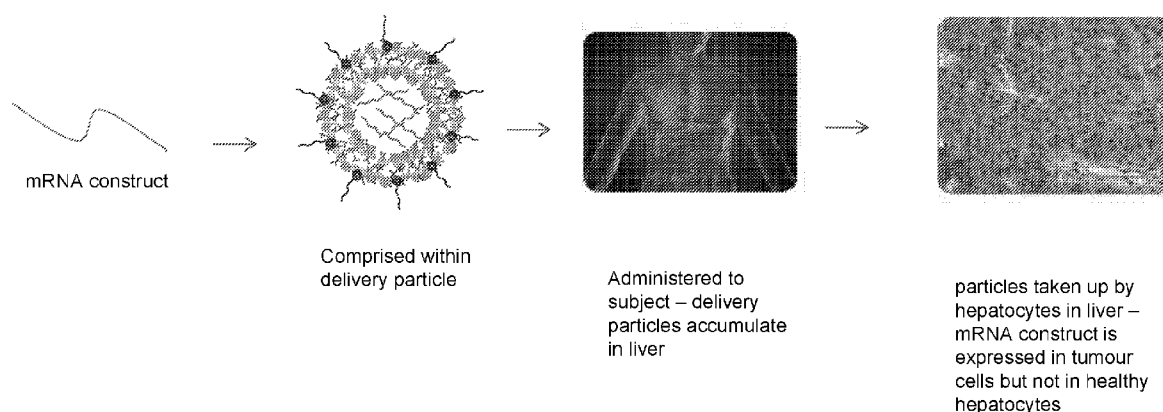 mRNA construct
Comprised within
delivery particle
Administered to
subject – delivery
particles accumulate
in liver
particles taken up by
hepatocytes in liver –
mRNA construct is
expressed in tumour
cells but not in healthy
hepatocytes